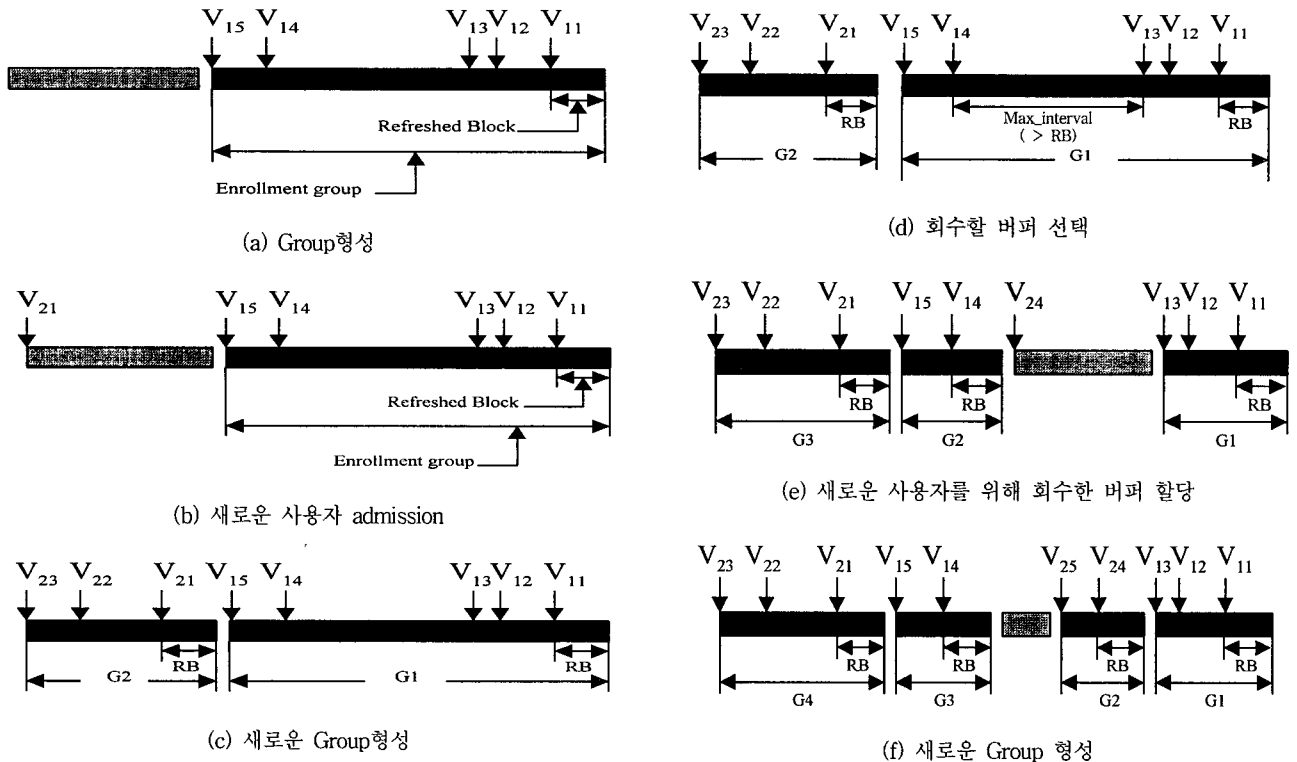 V15 V14 V13 V12 V11
Refreshed Block
Enrollment group
(a) Group형성
V21 V15 V14 V13 V12 V11
Refreshed Block
Enrollment group
(b) 새로운 사용자 admission
V23 V22 V21 V15 V14 V13 V12 V11
RB RB
G2 G1
(c) 새로운 Group형성
V23 V22 V21 V15 V14 V13 V12 V11
RB Max_interval RB
( > RB)
G2 G1
(d) 회수할 버퍼 선택
V23 V22 V21 V15 V14 V24 V13 V12 V11
RB RB RB
G3 G2 G1
(e) 새로운 사용자를 위해 회수한 버퍼 할당
V23 V22 V21 V15 V14 V25 V24 V13 V12 V11
RB RB RB RB
G4 G3 G2 G1
(f) 새로운 Group 형성